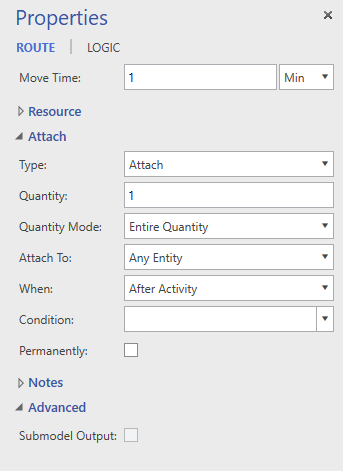 Properties
ROUTE | LOGIC
Move Time: 1 Min
Resource
Attach
Type: Attach
Quantity: 1
Quantity Mode: Entire Quantity
Attach To: Any Entity
When: After Activity
Condition:
Permanently:
Notes
Advanced
Submodel Output: